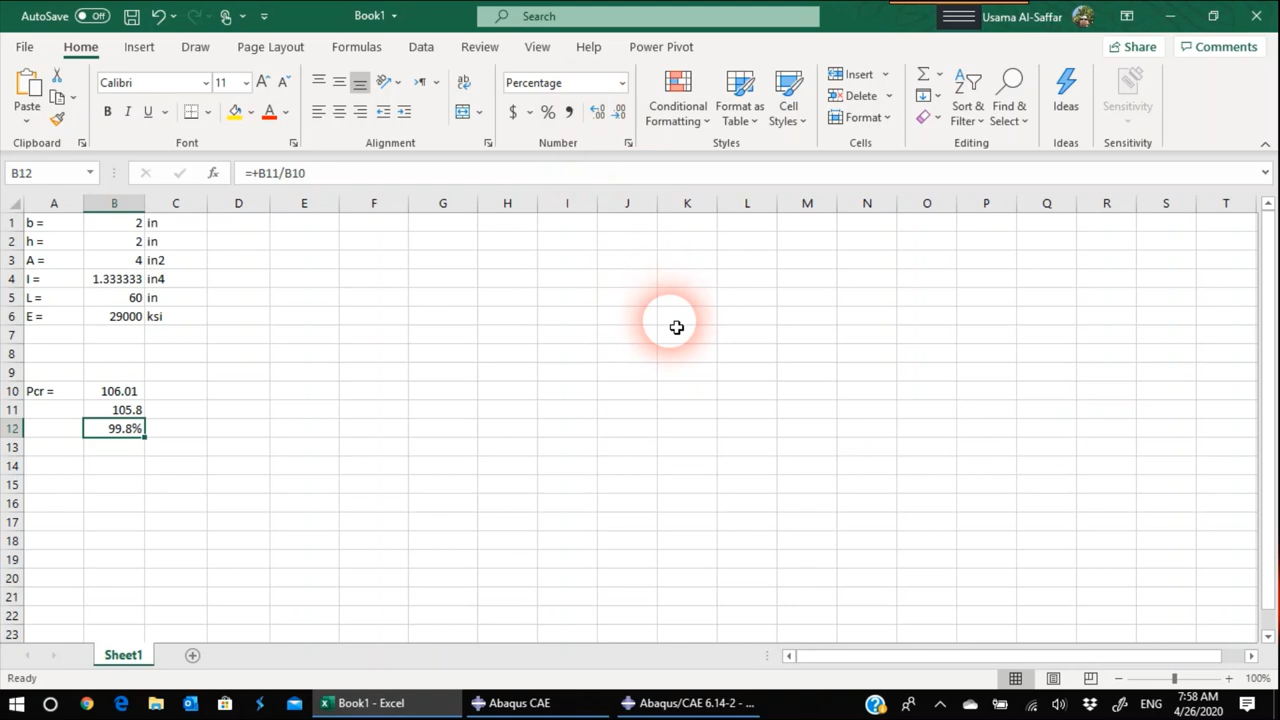 AutoSave Off Book1 Search Usama Al-Saffar
File Home Insert Draw Page Layout Formulas Data Review View Help Power Pivot Share Comments
Paste Calibri 11 Percentage Conditional Formatting Format as Table Cell Styles Insert Delete Format Sort & Filter Find & Select Ideas Sensitivity
Clipboard Font Alignment Number Styles Cells Editing Ideas Sensitivity
B12 fx =+B11/B10
A B C D E F G H I J K L M N O P Q R S T
1 b = 2 in
2 h = 2 in
3 A = 4 in2
4 I = 1.333333 in4
5 L = 60 in
6 E = 29000 ksi
7
8
9
10 Pcr = 106.01
11 105.8
12 99.8%
13
14
15
16
17
18
19
20
21
22
23
Sheet1
Ready 100%
Book1 - Excel Abaqus CAE Abaqus/CAE 6.14-2 - ... ENG 7:58 AM
4/26/2020